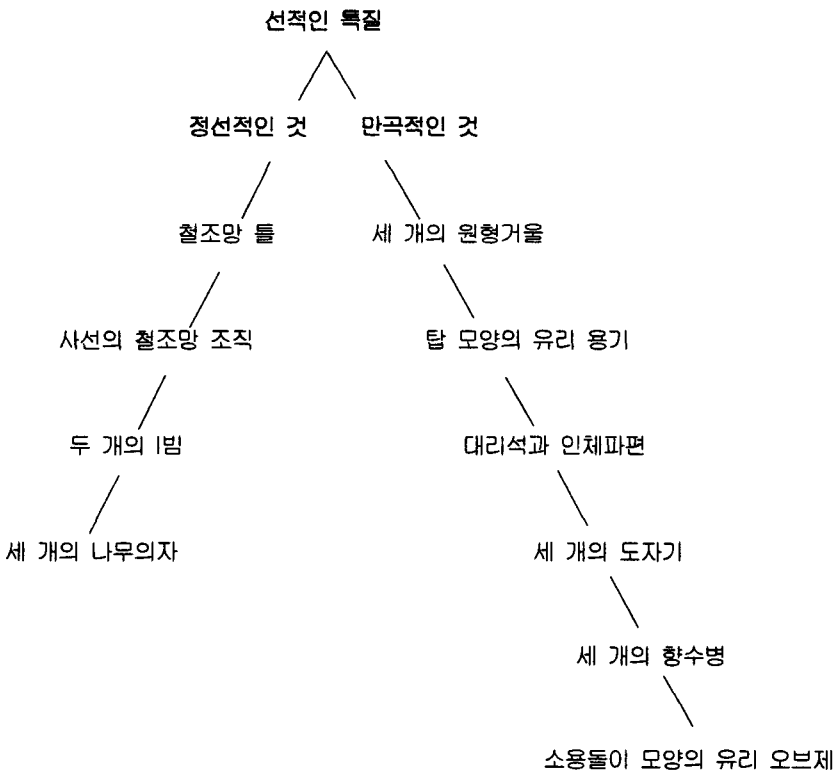 선적인 특질
정선적인 것 만곡적인 것
철조망 틀 세 개의 원형거울
사선의 철조망 조직 탑 모양의 유리 용기
두 개의 I빔 대리석과 인체파편
세 개의 나무의자 세 개의 도자기
세 개의 향수병
소용돌이 모양의 유리 오브제